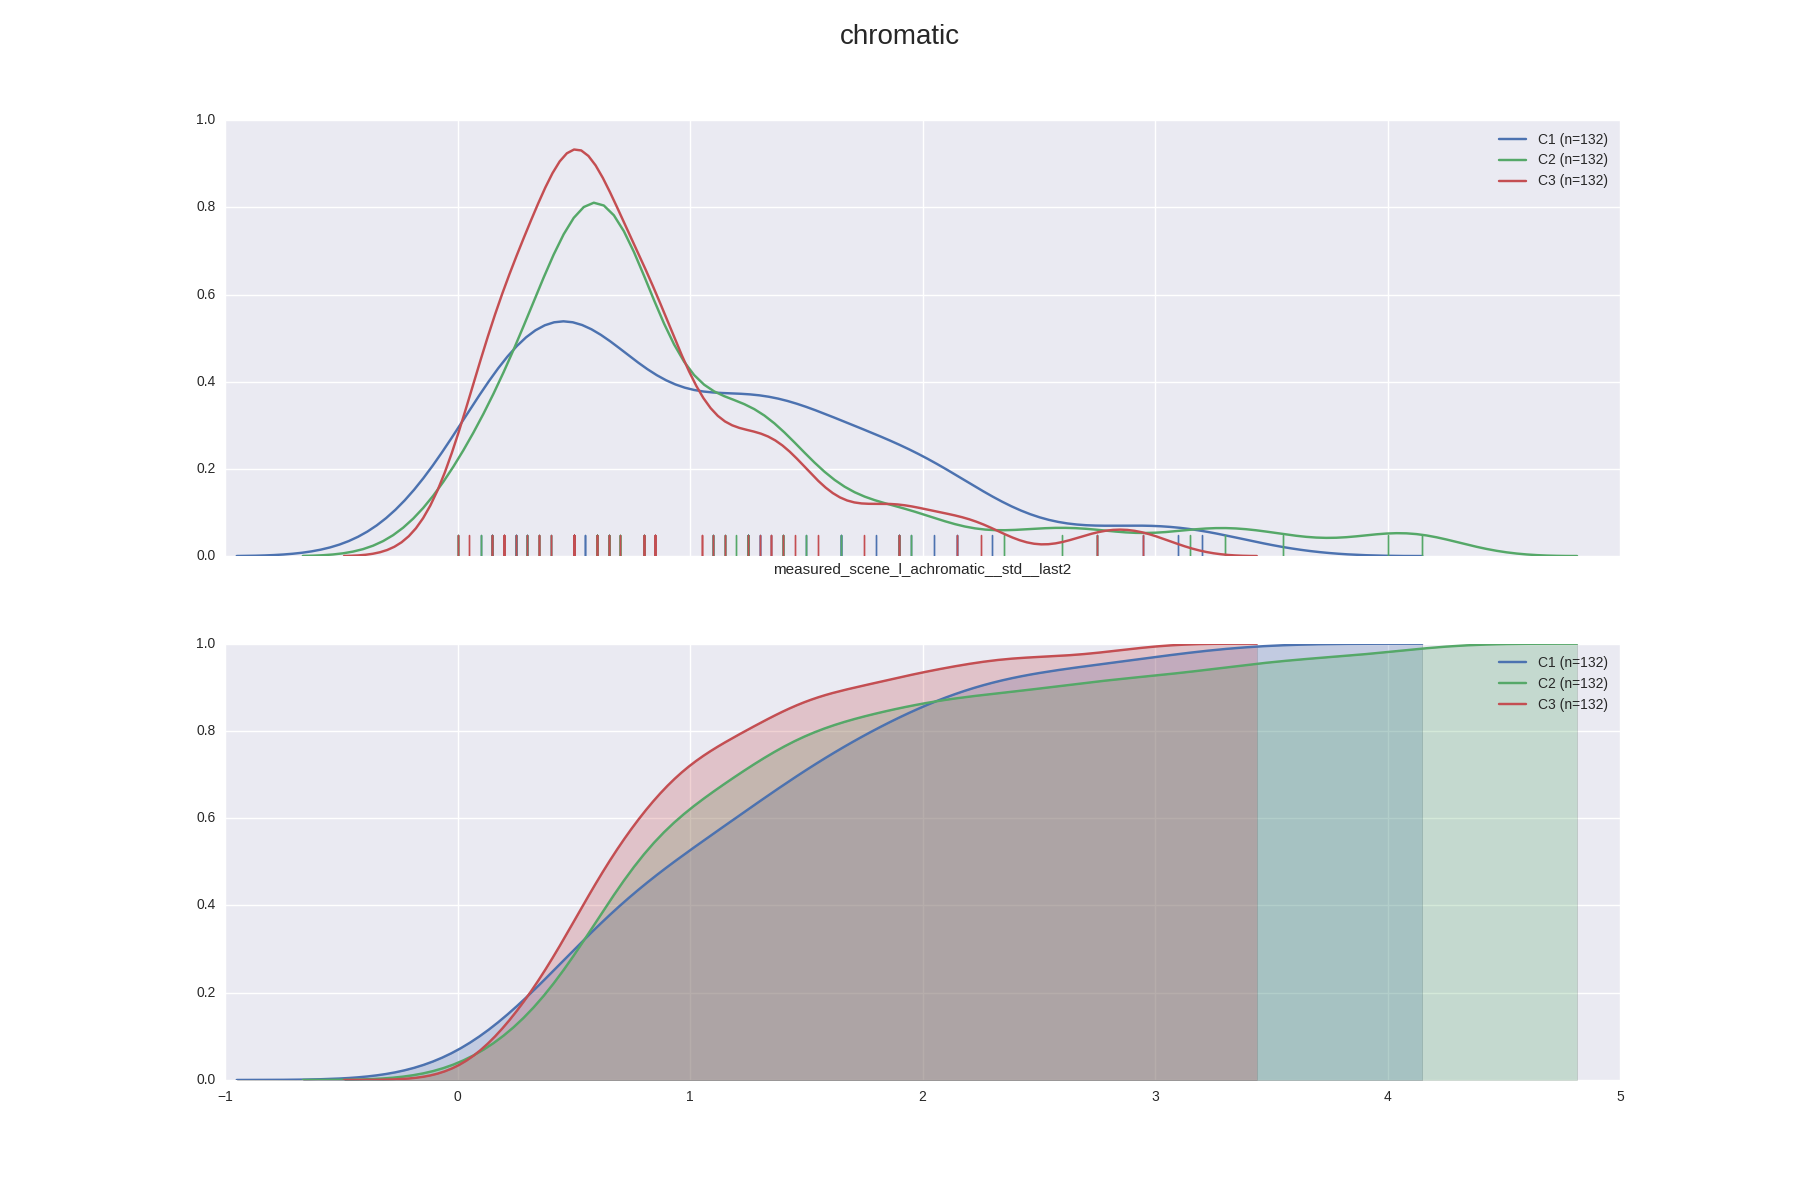 chromatic
1.0
0.8
0.6
0.4
0.2
0.0
C1 (n=132)
C2 (n=132)
C3 (n=132)
measured_scene_l_achromatic__std__last2
1.0
0.8
0.6
0.4
0.2
0.0
C1 (n=132)
C2 (n=132)
C3 (n=132)
−1 0 1 2 3 4 5